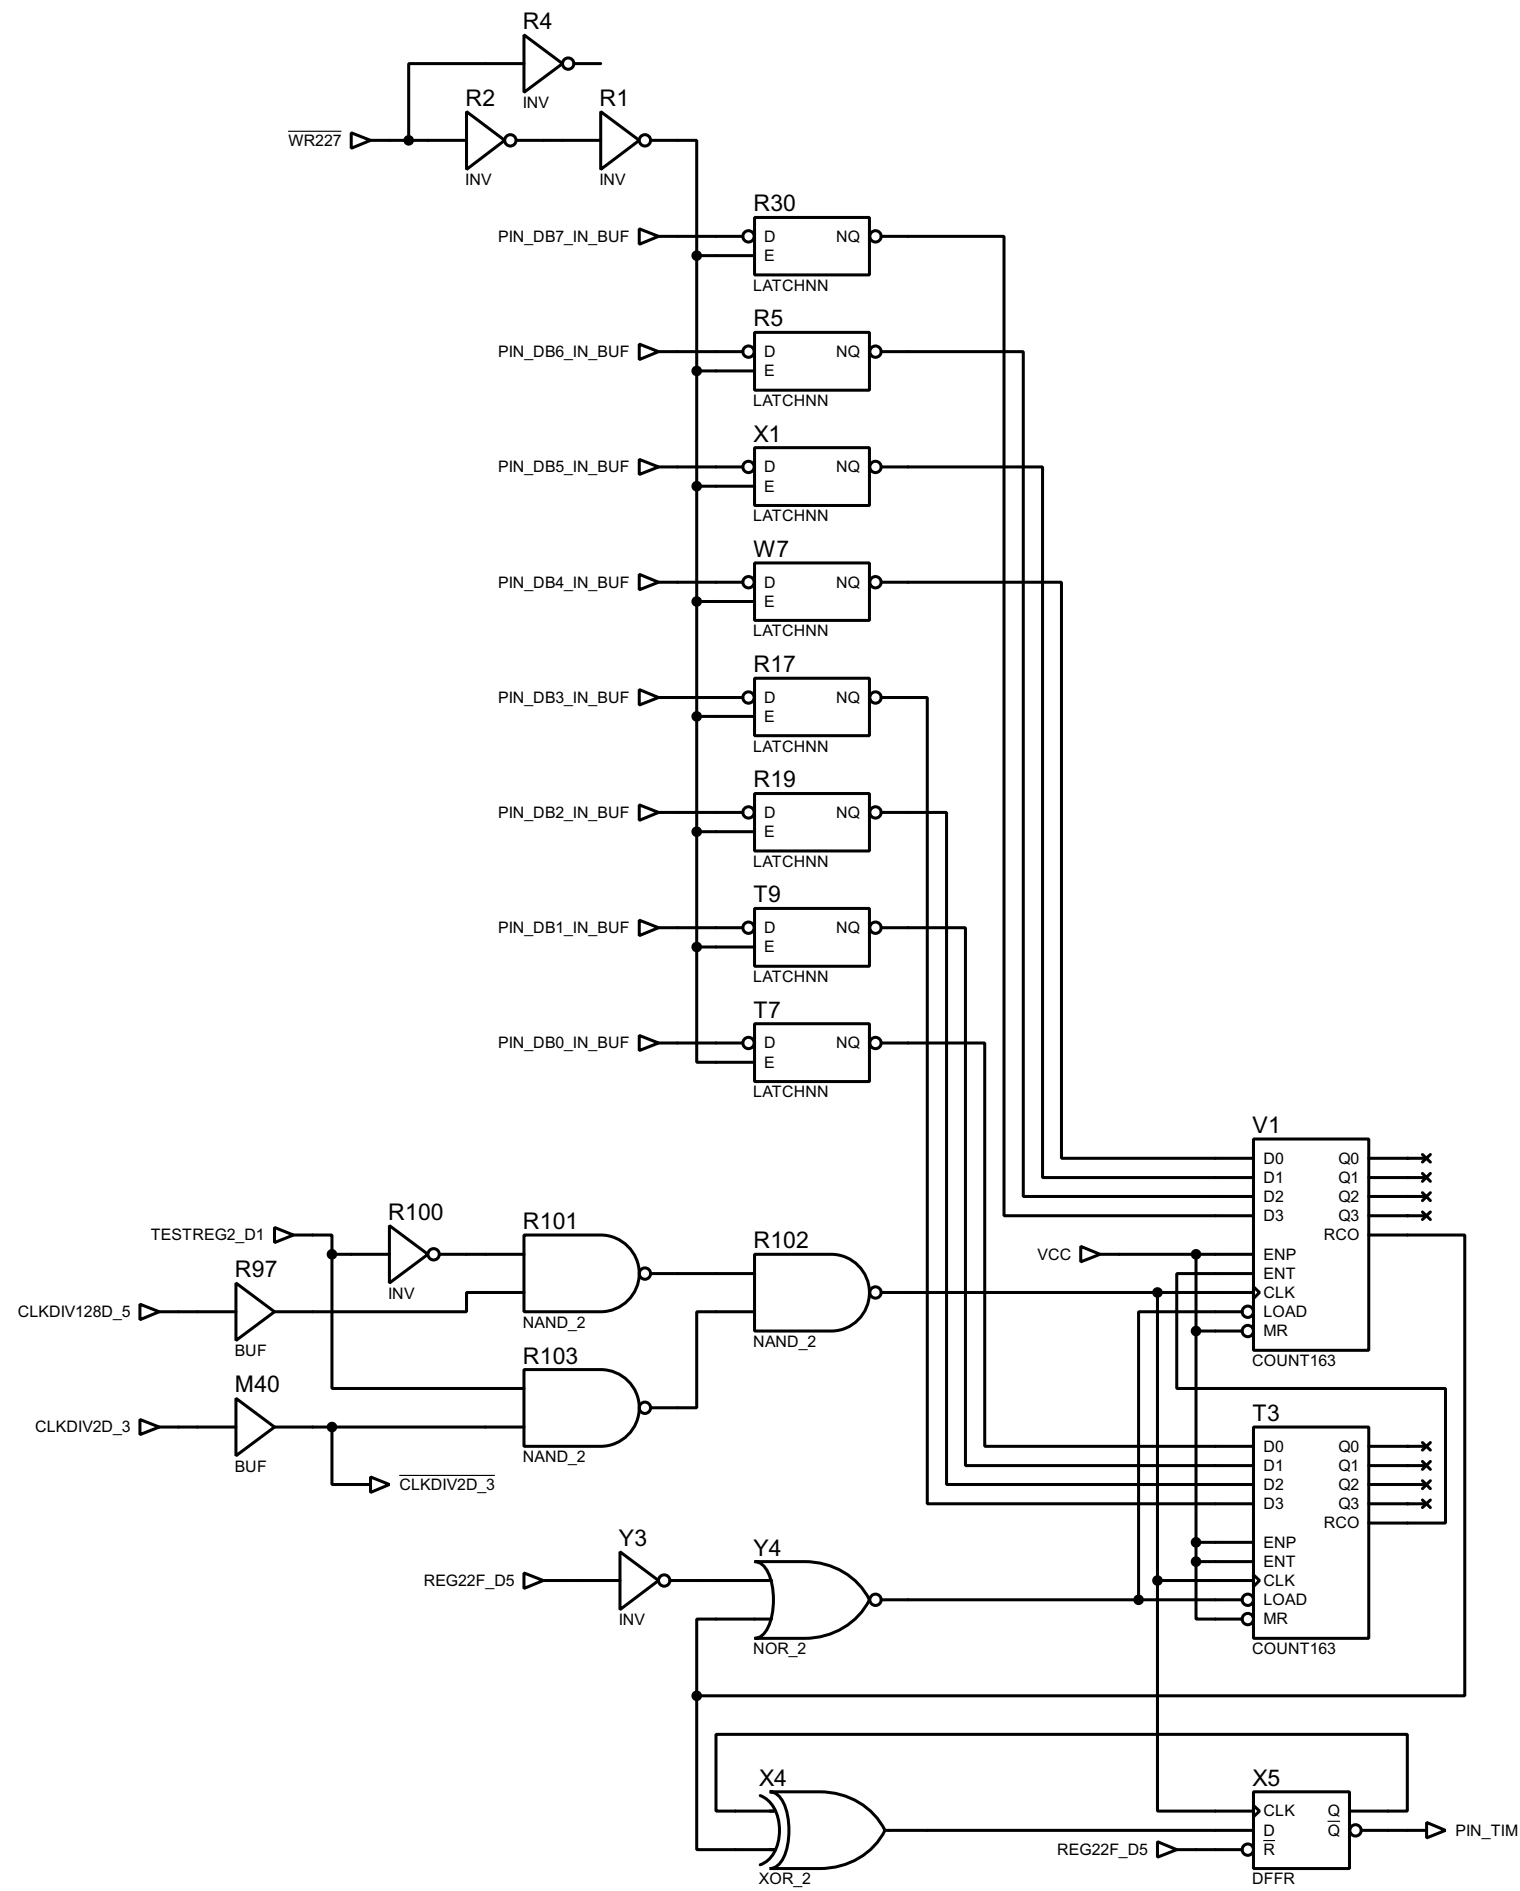 R4
INV
R2
R1
W̅R̅2̅2̅7̅
INV
INV
R30
PIN_DB7_IN_BUF
D
NQ
E
LATCHNN
R5
PIN_DB6_IN_BUF
D
NQ
E
LATCHNN
X1
PIN_DB5_IN_BUF
D
NQ
E
LATCHNN
W7
PIN_DB4_IN_BUF
D
NQ
E
LATCHNN
R17
PIN_DB3_IN_BUF
D
NQ
E
LATCHNN
R19
PIN_DB2_IN_BUF
D
NQ
E
LATCHNN
T9
PIN_DB1_IN_BUF
D
NQ
E
LATCHNN
T7
PIN_DB0_IN_BUF
D
NQ
E
LATCHNN
V1
D0
Q0
D1
Q1
D2
Q2
D3
Q3
RCO
VCC
ENP
ENT
CLK
LOAD
MR
COUNT163
TESTREG2_D1
R100
INV
R101
NAND_2
R102
NAND_2
R97
CLKDIV128D_5
BUF
R103
NAND_2
M40
CLKDIV2D_3
BUF
C̅L̅K̅D̅I̅V̅2̅D̅_̅3̅
T3
D0
Q0
D1
Q1
D2
Q2
D3
Q3
RCO
ENP
ENT
CLK
LOAD
MR
COUNT163
Y3
REG22F_D5
INV
Y4
NOR_2
X4
XOR_2
X5
CLK
Q
D
Q̅
PIN_TIM
REG22F_D5
R̅
DFFR